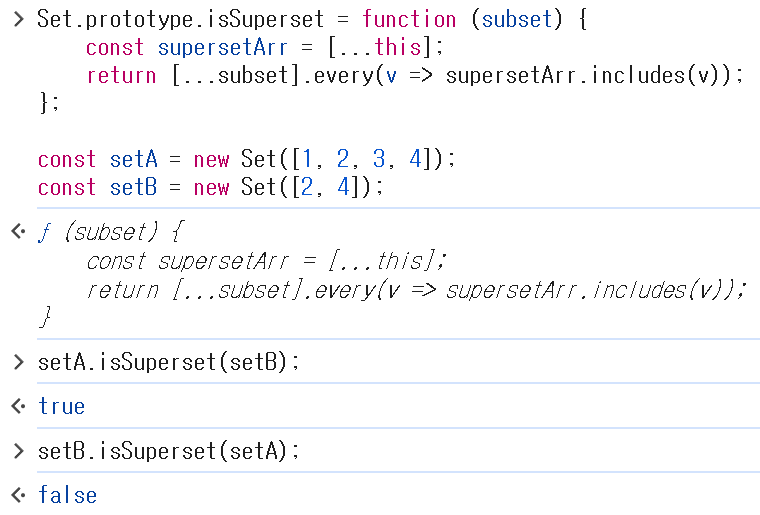 > Set.prototype.isSuperset = function (subset) {
    const supersetArr = [...this];
    return [...subset].every(v => supersetArr.includes(v));
};

const setA = new Set([1, 2, 3, 4]);
const setB = new Set([2, 4]);
<· ƒ (subset) {
    const supersetArr = [...this];
    return [...subset].every(v => supersetArr.includes(v));
}
> setA.isSuperset(setB);
<· true
> setB.isSuperset(setA);
<· false